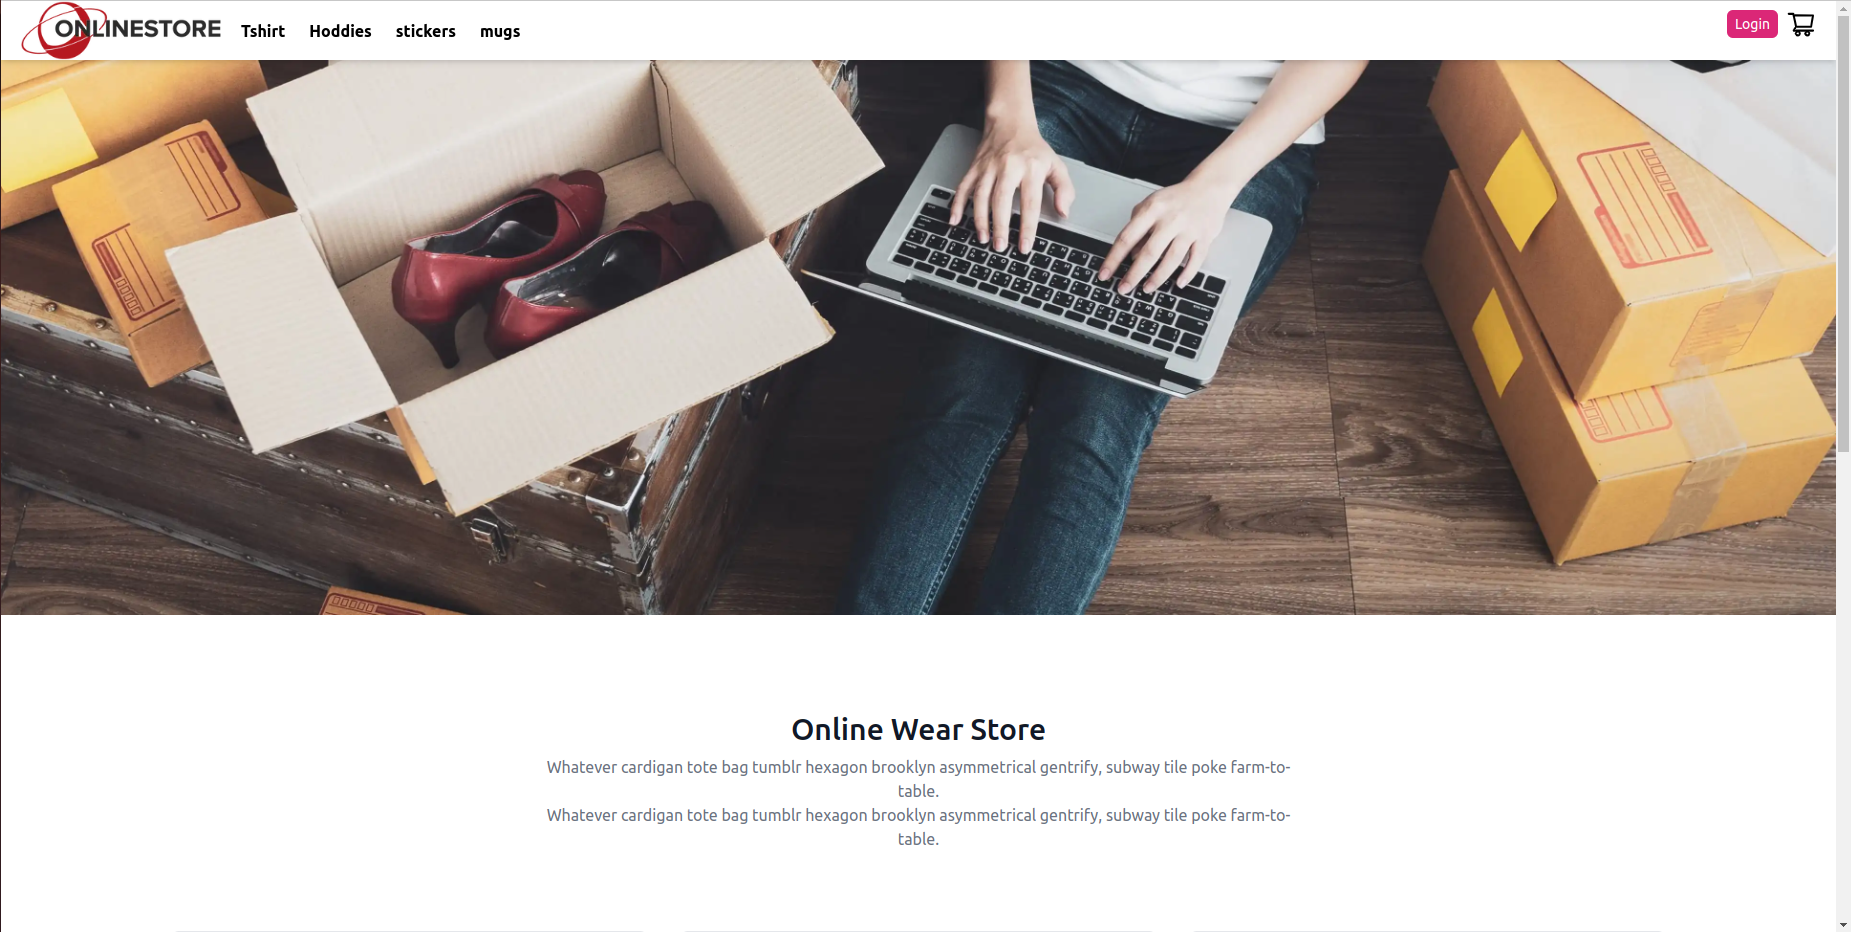 ONLINESTORE
Tshirt
Hoddies
stickers
mugs
Login
Online Wear Store
Whatever cardigan tote bag tumblr hexagon brooklyn asymmetrical gentrify, subway tile poke farm-to-
table.
Whatever cardigan tote bag tumblr hexagon brooklyn asymmetrical gentrify, subway tile poke farm-to-
table.